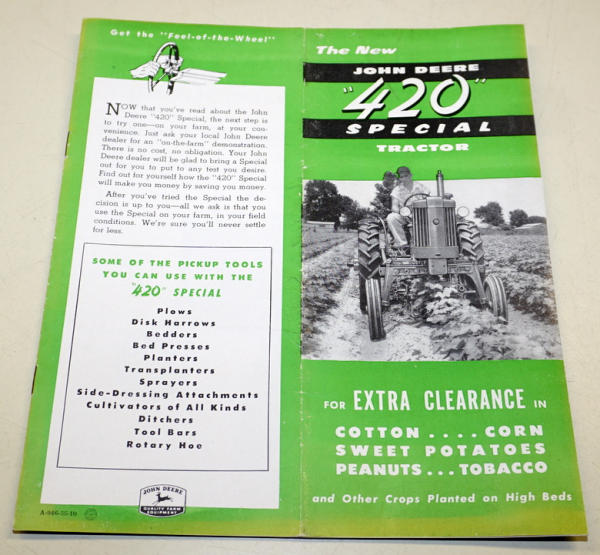 Get the "Feel-of-the-Wheel"
NOW that you've read about the John
Deere "420" Special, the next step is
to try one—on your farm, at your con-
venience. Just ask your local John Deere
dealer for an "on-the-farm" demonstration.
There is no cost, no obligation. Your John
Deere dealer will be glad to bring a Special
out for you to put to any test you desire.
Find out for yourself how the "420" Special
will make you money by saving you money.
After you've tried the Special the de-
cision is up to you—all we ask is that you
use the Special on your farm, in your field
conditions. We're sure you'll never settle
for less.
SOME OF THE PICKUP TOOLS
YOU CAN USE WITH THE
"420" SPECIAL
Plows
Disk Harrows
Bedders
Bed Presses
Planters
Transplanters
Sprayers
Side-Dressing Attachments
Cultivators of All Kinds
Ditchers
Tool Bars
Rotary Hoe
JOHN DEERE
QUALITY FARM
EQUIPMENT
A-946-55-10
The New
JOHN DEERE
"420"
SPECIAL
TRACTOR
FOR EXTRA CLEARANCE IN
COTTON . . . . CORN
SWEET POTATOES
PEANUTS . . . TOBACCO
and Other Crops Planted on High Beds